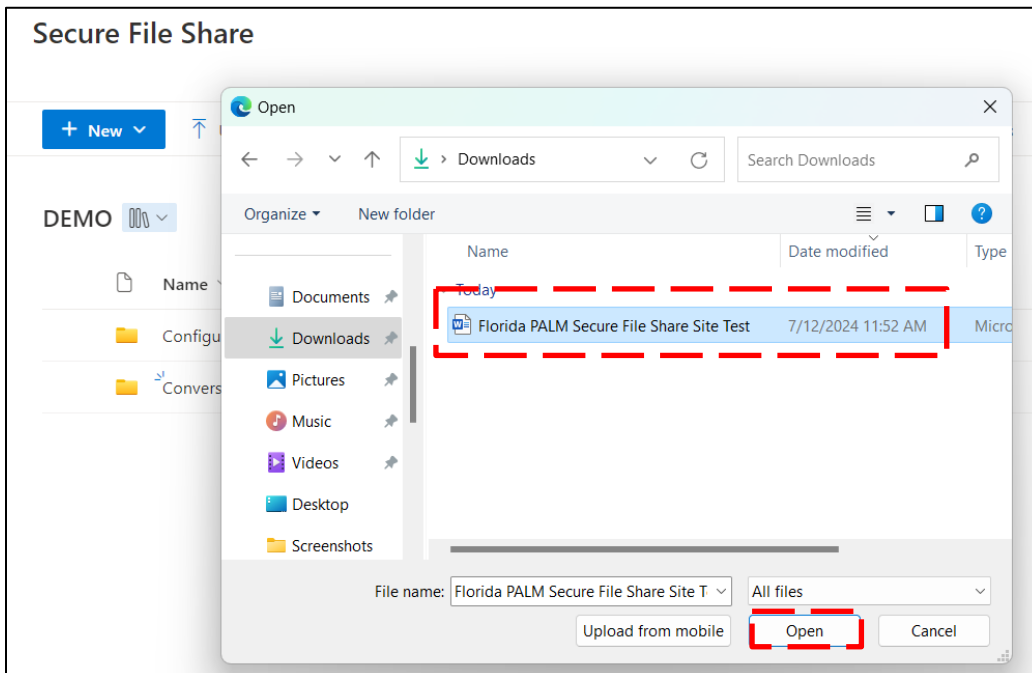 Secure File Share
Open
+ New
Downloads
Search Downloads
DEMO
Organize
New folder
Name
Date modified
Type
Name
Today
Documents
Florida PALM Secure File Share Site Test
7/12/2024 11:52 AM
Micro
Configu
Downloads
Convers
Pictures
Music
Videos
Desktop
Screenshots
File name:
Florida PALM Secure File Share Site T
All files
Upload from mobile
Open
Cancel